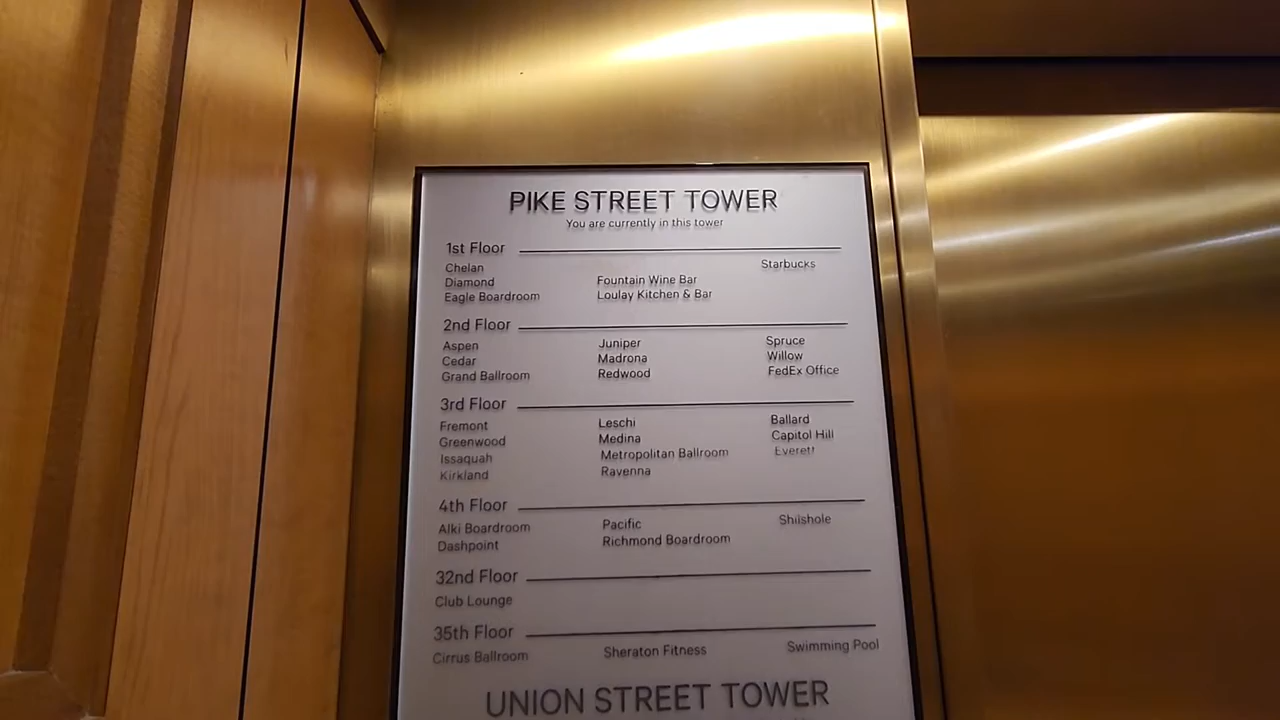 PIKE STREET TOWER
You are currently in this tower
1st Floor
Chelan
Diamond
Eagle Boardroom
Fountain Wine Bar
Loulay Kitchen & Bar
Starbucks
2nd Floor
Aspen
Cedar
Grand Ballroom
Juniper
Madrona
Redwood
Spruce
Willow
FedEx Office
3rd Floor
Fremont
Greenwood
Issaquah
Kirkland
Leschi
Medina
Metropolitan Ballroom
Ravenna
Ballard
Capitol Hill
Everett
4th Floor
Alki Boardroom
Dashpoint
Pacific
Richmond Boardroom
Shilshole
32nd Floor
Club Lounge
35th Floor
Cirrus Ballroom
Sheraton Fitness
Swimming Pool
UNION STREET TOWER